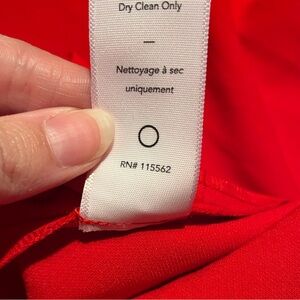 Dry Clean Only
—
Nettoyage à sec
uniquement
RN# 115562